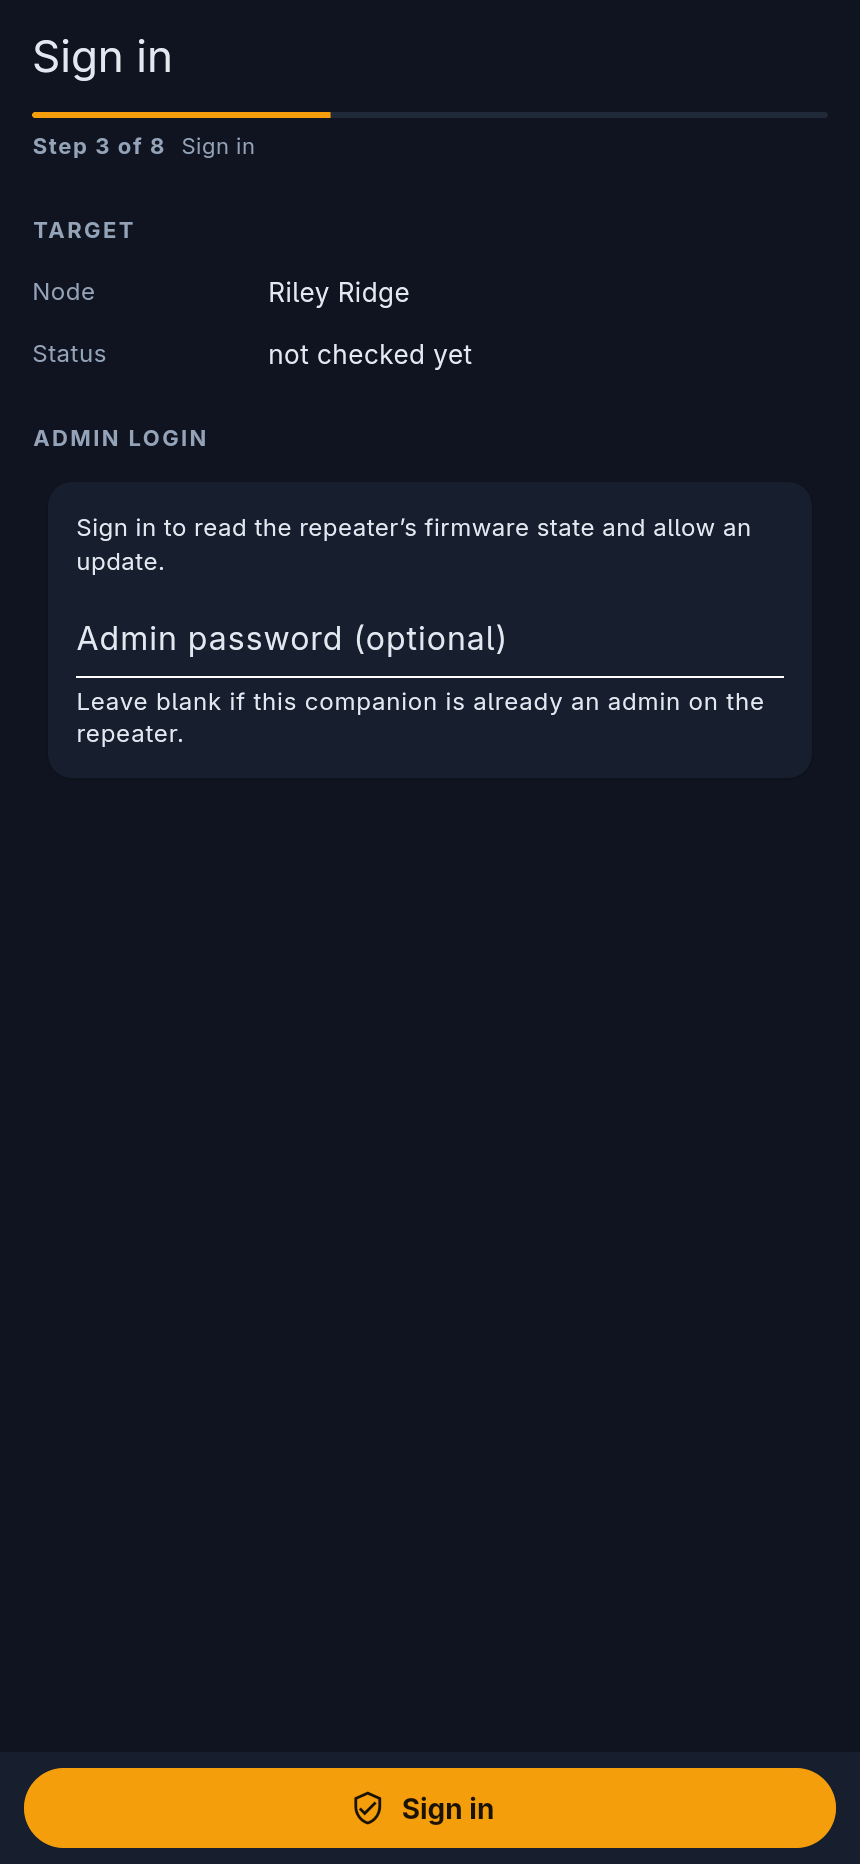 Sign in
Step 3 of 8 Sign in
TARGET
Node Riley Ridge
Status not checked yet
ADMIN LOGIN
Sign in to read the repeater’s firmware state and allow an
update.
Admin password (optional)
Leave blank if this companion is already an admin on the
repeater.
Sign in